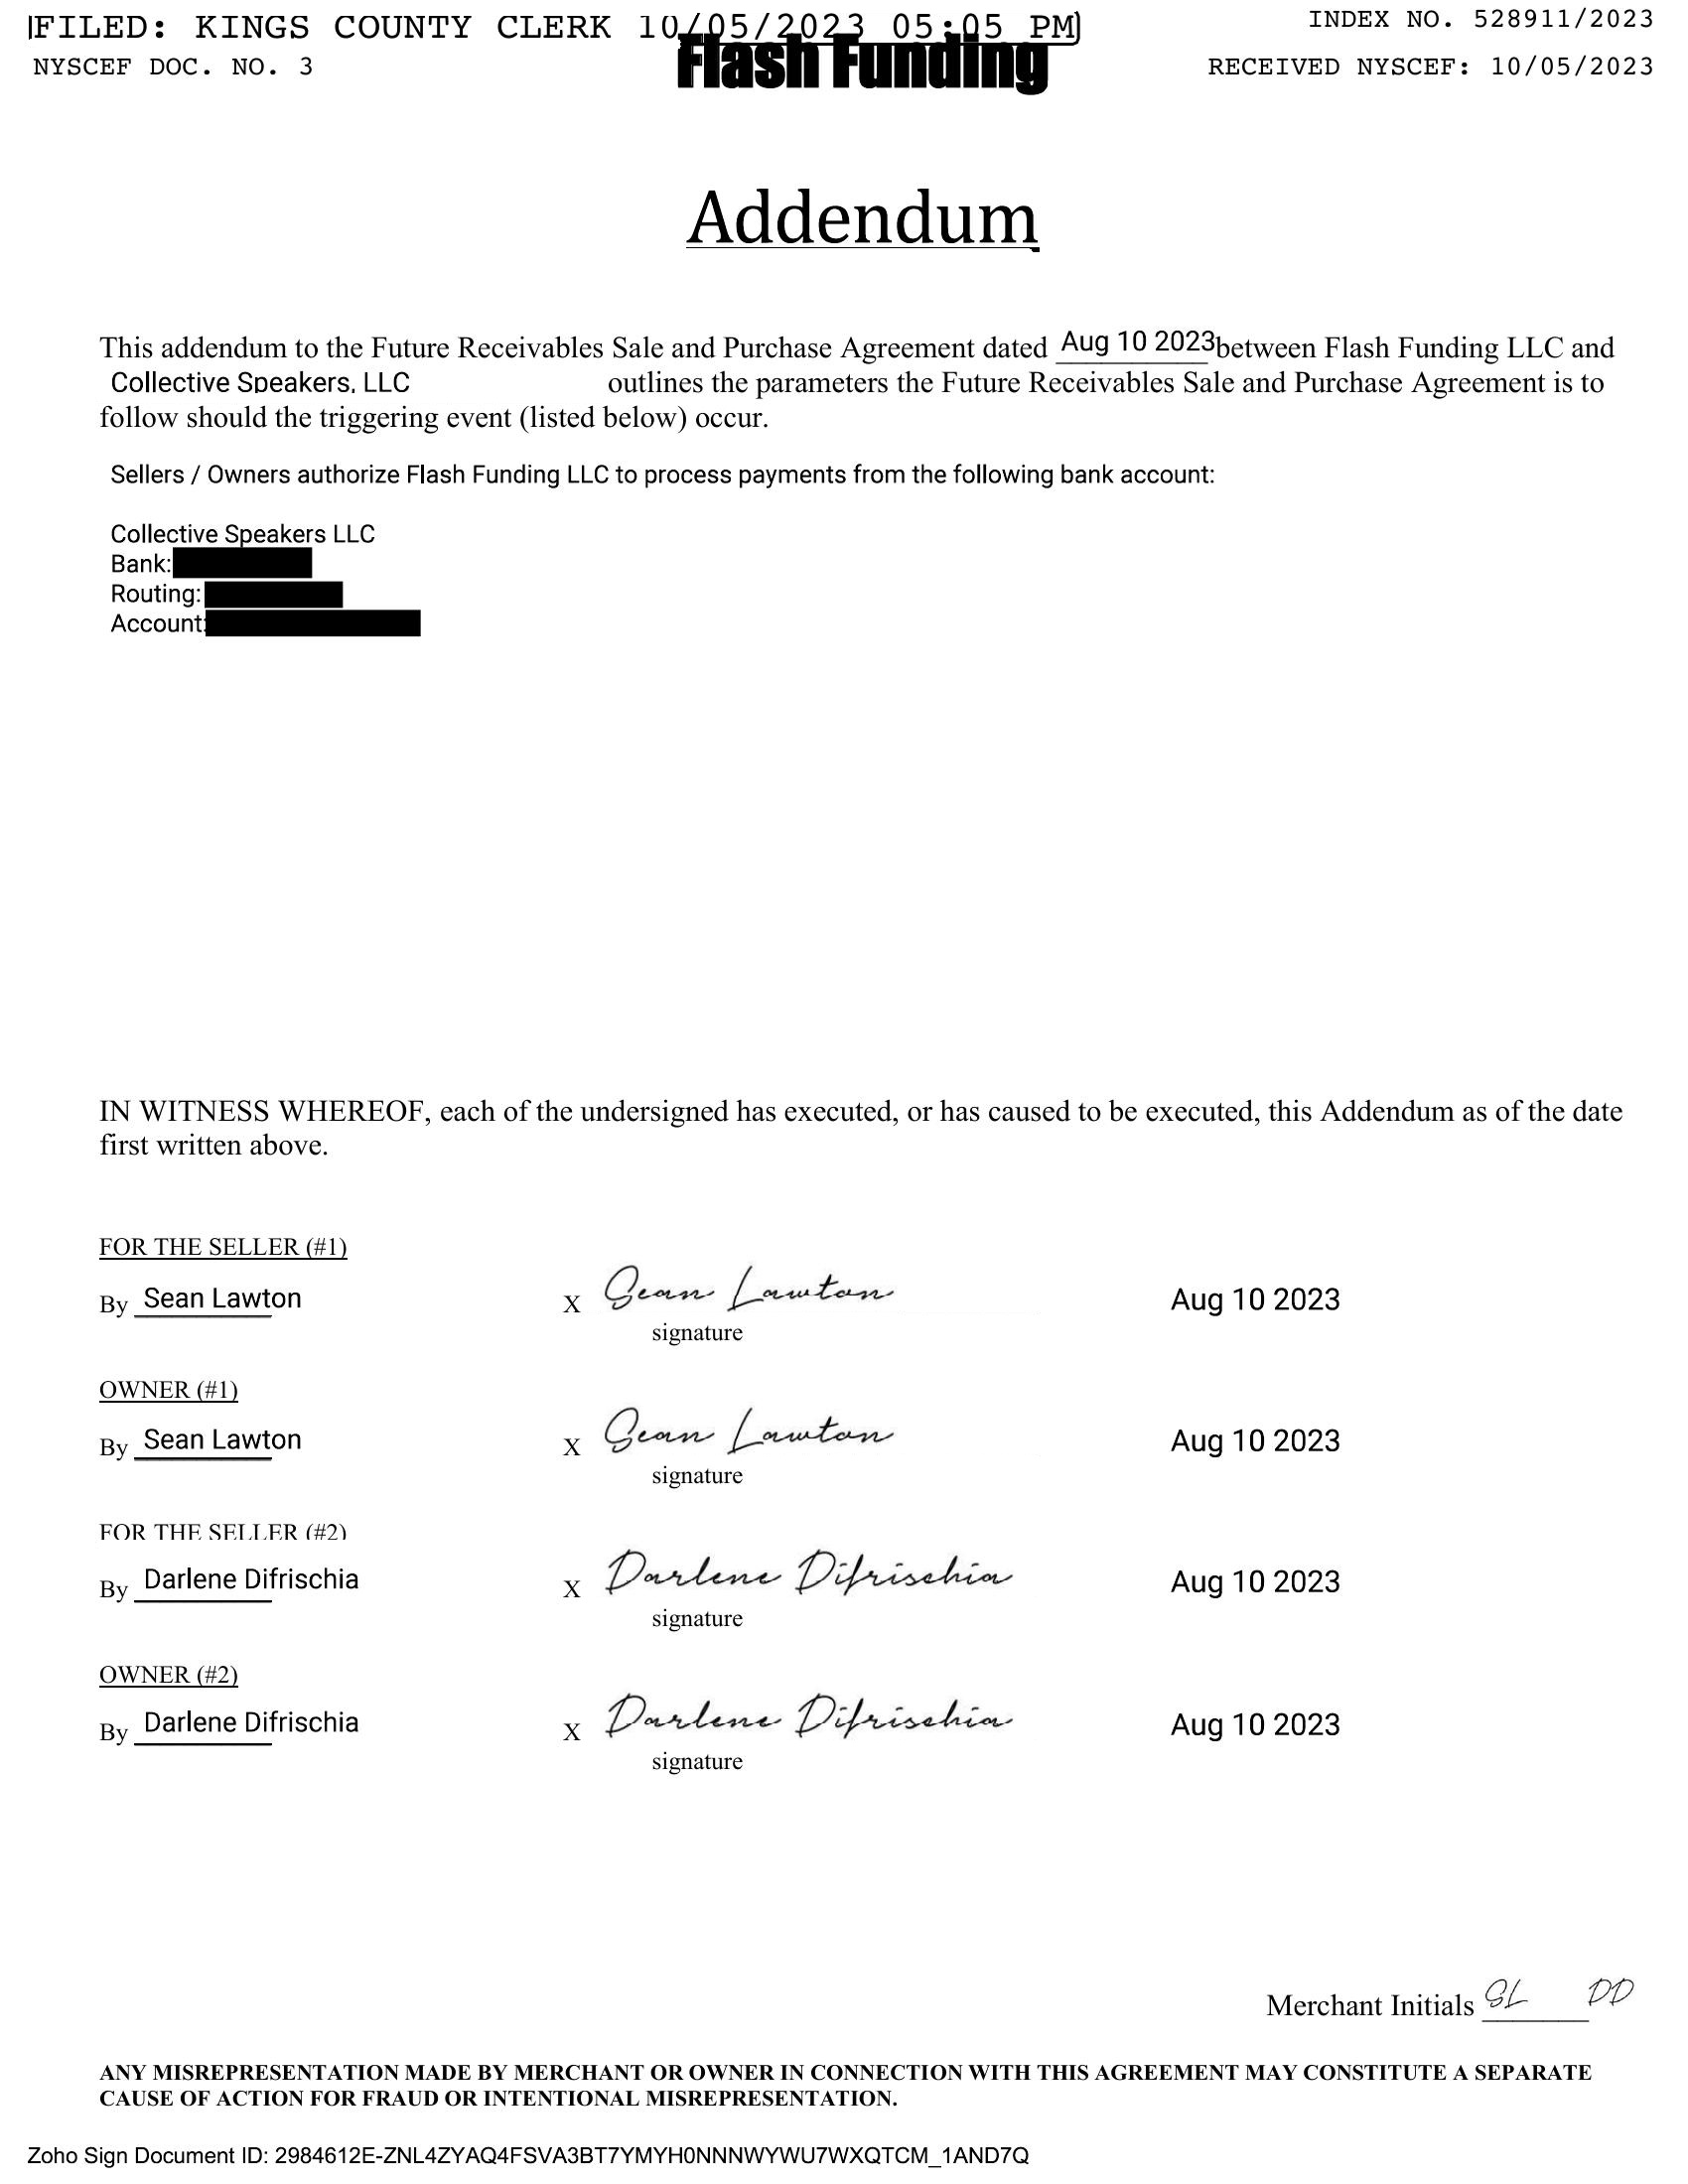 FILED: KINGS COUNTY CLERK 10/05/2023 05:05 PM
INDEX NO. 528911/2023
NYSCEF DOC. NO. 3
Flash Funding
RECEIVED NYSCEF: 10/05/2023
Addendum
This addendum to the Future Receivables Sale and Purchase Agreement dated Aug 10 2023 between Flash Funding LLC and
Collective Speakers, LLC outlines the parameters the Future Receivables Sale and Purchase Agreement is to
follow should the triggering event (listed below) occur.
Sellers / Owners authorize Flash Funding LLC to process payments from the following bank account:
Collective Speakers LLC
Bank:
Routing:
Account:
IN WITNESS WHEREOF, each of the undersigned has executed, or has caused to be executed, this Addendum as of the date
first written above.
FOR THE SELLER (#1)
By Sean Lawton X Sean Lawton Aug 10 2023
signature
OWNER (#1)
By Sean Lawton X Sean Lawton Aug 10 2023
signature
FOR THE SELLER (#2)
By Darlene Difrischia X Darlene Difrischia Aug 10 2023
signature
OWNER (#2)
By Darlene Difrischia X Darlene Difrischia Aug 10 2023
signature
Merchant Initials SL DD
ANY MISREPRESENTATION MADE BY MERCHANT OR OWNER IN CONNECTION WITH THIS AGREEMENT MAY CONSTITUTE A SEPARATE
CAUSE OF ACTION FOR FRAUD OR INTENTIONAL MISREPRESENTATION.
Zoho Sign Document ID: 2984612E-ZNL4ZYAQ4FSVA3BT7YMYH0NNNWYWU7WXQTCM_1AND7Q